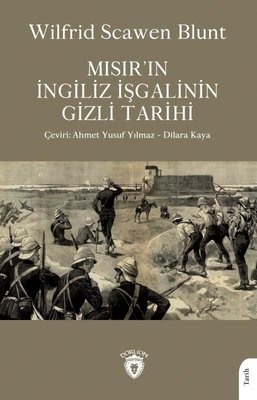 Wilfrid Scawen Blunt
MISIR'IN
İNGİLİZ İŞGALİNİN
GİZLİ TARİHİ
Çeviri: Ahmet Yusuf Yılmaz - Dilara Kaya
DORLION
Tarih